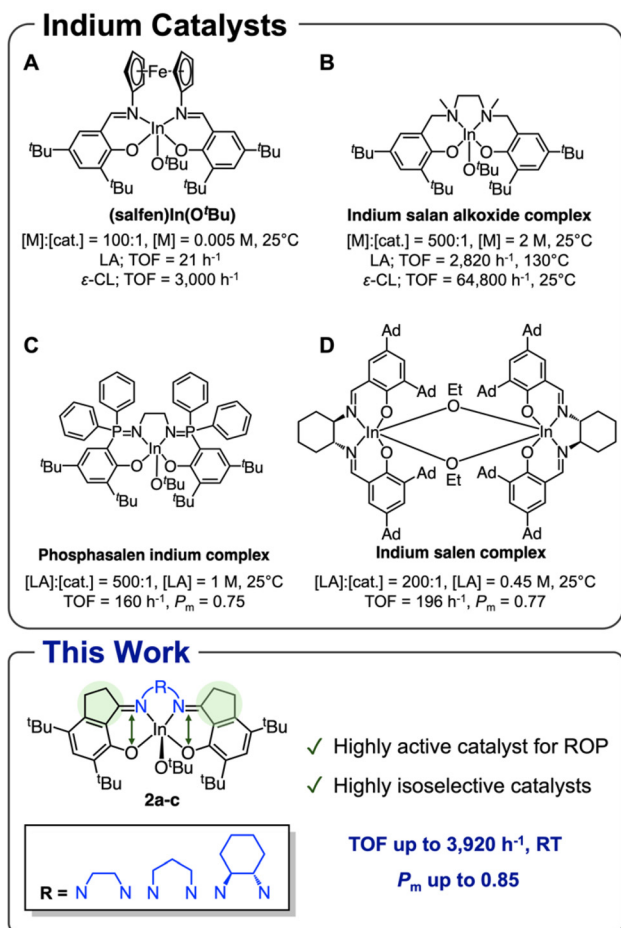 Indium Catalysts
A
Fe
N
N
In
O
O
OᵗBu
ᵗBu
ᵗBu
ᵗBu
ᵗBu
(salfen)In(OᵗBu)
[M]:[cat.] = 100:1, [M] = 0.005 M, 25°C
LA; TOF = 21 h⁻¹
ε-CL; TOF = 3,000 h⁻¹
B
N
N
In
O
O
OᵗBu
ᵗBu
ᵗBu
ᵗBu
ᵗBu
Indium salan alkoxide complex
[M]:[cat.] = 500:1, [M] = 2 M, 25°C
LA; TOF = 2,820 h⁻¹, 130°C
ε-CL; TOF = 64,800 h⁻¹, 25°C
C
P=N
N=P
In
O
O
OᵗBu
ᵗBu
ᵗBu
ᵗBu
ᵗBu
Phosphasalen indium complex
[LA]:[cat.] = 500:1, [LA] = 1 M, 25°C
TOF = 160 h⁻¹, Pm = 0.75
D
Ad
Ad
Ad
Ad
Et
O
N
O
O
N
In
In
N
O
O
N
O
Et
Ad
Ad
Ad
Ad
Indium salen complex
[LA]:[cat.] = 200:1, [LA] = 0.45 M, 25°C
TOF = 196 h⁻¹, Pm = 0.77
This Work
R
N
N
In
O
O
OᵗBu
ᵗBu
ᵗBu
ᵗBu
ᵗBu
2a-c
R =
N
N
N
N
N
N
✓ Highly active catalyst for ROP
✓ Highly isoselective catalysts
TOF up to 3,920 h⁻¹, RT
Pm up to 0.85